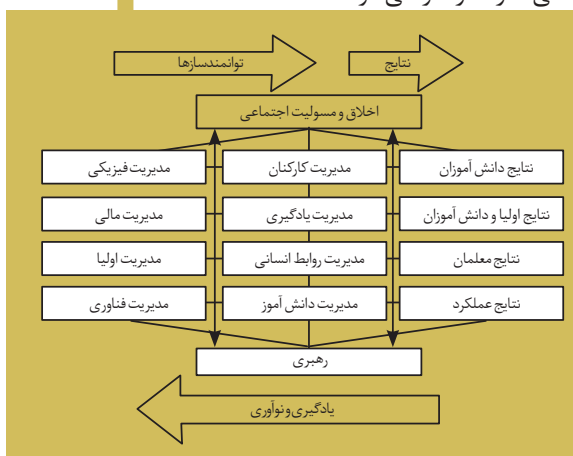 نتایج
توانمندسازها
اخلاق و مسولیت اجتماعی
نتایج دانش آموزان
مدیریت کارکنان
مدیریت فیزیکی
نتایج اولیا و دانش آموزان
مدیریت یادگیری
مدیریت مالی
نتایج معلمان
مدیریت روابط انسانی
مدیریت اولیا
نتایج عملکرد
مدیریت دانش آموز
مدیریت فناوری
رهبری
یادگیری و نوآوری